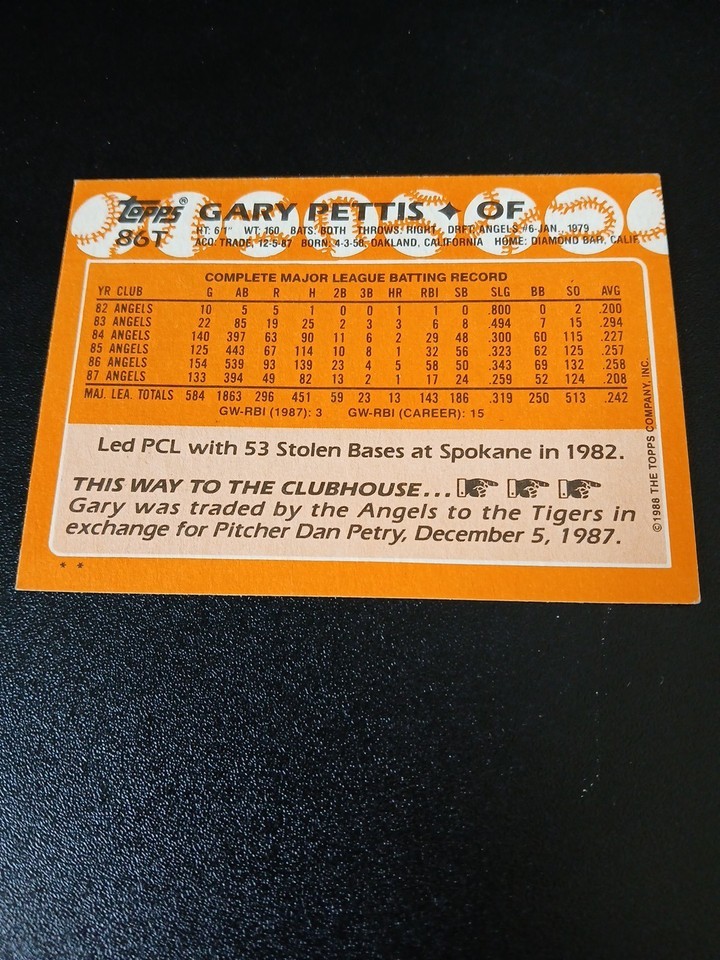 TOPPS® GARY PETTIS ✦ OF
86T
HT: 6'1" WT: 160 BATS: BOTH THROWS: RIGHT DRFT: ANGELS #6-JAN., 1979
ACQ: TRADE, 12-5-87 BORN: 4-3-58, OAKLAND, CALIFORNIA HOME: DIAMOND BAR, CALIF.
COMPLETE MAJOR LEAGUE BATTING RECORD
YR CLUB G AB R H 2B 3B HR RBI SB SLG BB SO AVG
82 ANGELS 10 5 5 1 0 0 1 1 0 .800 0 2 .200
83 ANGELS 22 85 19 25 2 3 3 6 8 .494 7 15 .294
84 ANGELS 140 397 63 90 11 6 2 29 48 .300 60 115 .227
85 ANGELS 125 443 67 114 10 8 1 32 56 .323 62 125 .257
86 ANGELS 154 539 93 139 23 4 5 58 50 .343 69 132 .258
87 ANGELS 133 394 49 82 13 2 1 17 24 .259 52 124 .208
MAJ. LEA. TOTALS 584 1863 296 451 59 23 13 143 186 .319 250 513 .242
GW-RBI (1987): 3 GW-RBI (CAREER): 15
Led PCL with 53 Stolen Bases at Spokane in 1982.
THIS WAY TO THE CLUBHOUSE...
Gary was traded by the Angels to the Tigers in
exchange for Pitcher Dan Petry, December 5, 1987.
©1988 THE TOPPS COMPANY, INC.
* *